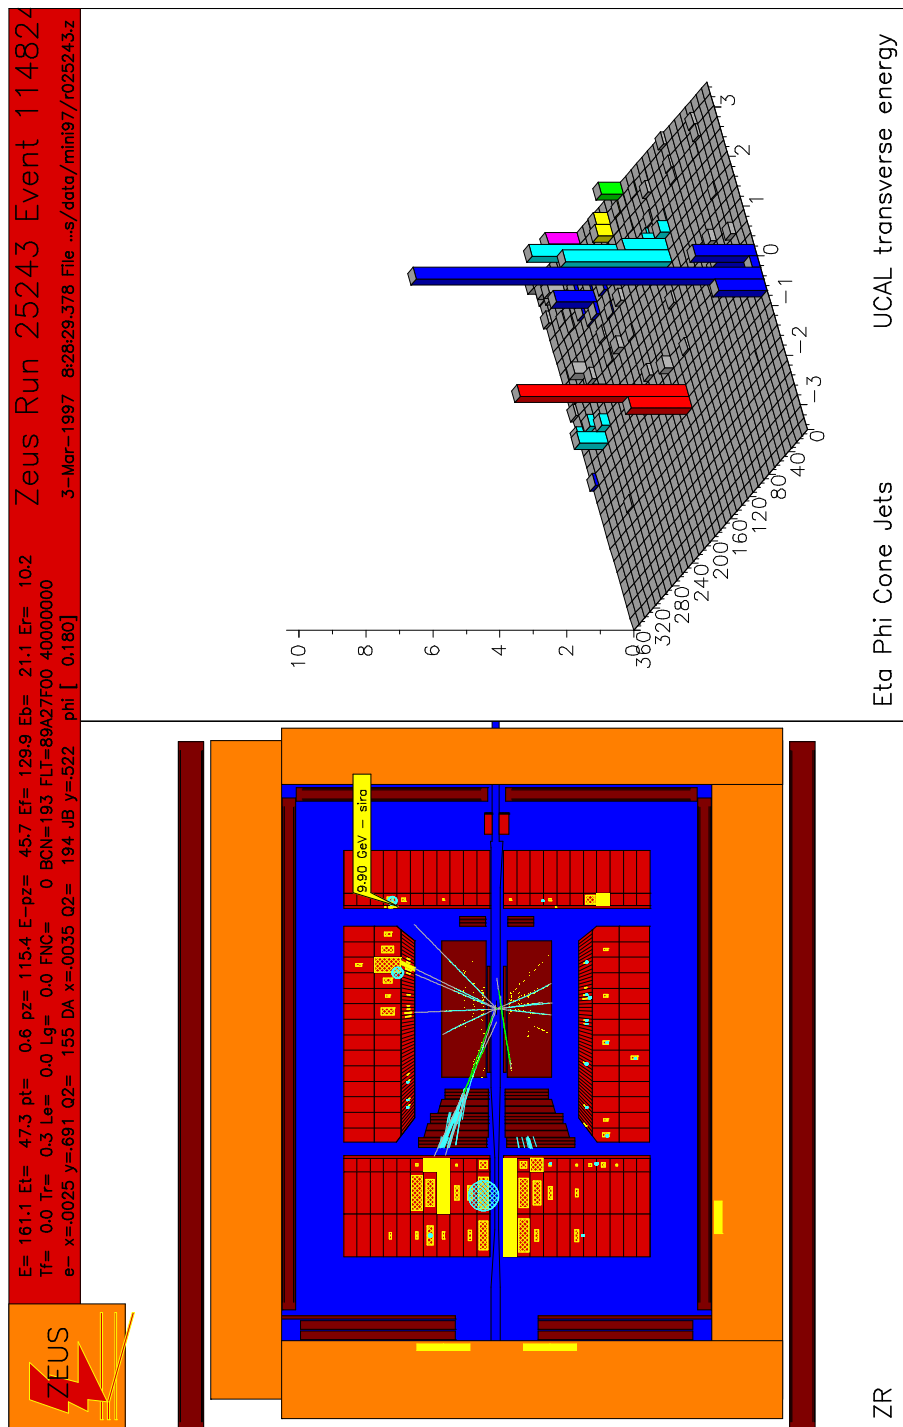 ZEUS
E= 161.1 Et= 47.3 pt= 0.6 pz= 115.4 E-pz= 45.7 Ef= 129.9 Eb= 21.1 Er= 10.2
Tf= 0.0 Tr= 0.3 Le= 0.0 Lg= 0.0 FNC= 0 BCN=193 FLT=89A27F00 40000000
e- x=.0025 y=.691 Q2= 155 DA x=.0035 Q2= 194 JB y=.522 phi [ 0,180]
Zeus Run 25243 Event 11482
3-Mar-1997 8:28:29.378 File ...s/data/mini97/r025243.z
9.90 GeV - sira
ZR
10
8
6
4
2
0
360
320
280
240
200
160
120
80
40
0
-3
-2
-1
0
1
2
3
Eta Phi Cone Jets
UCAL transverse energy